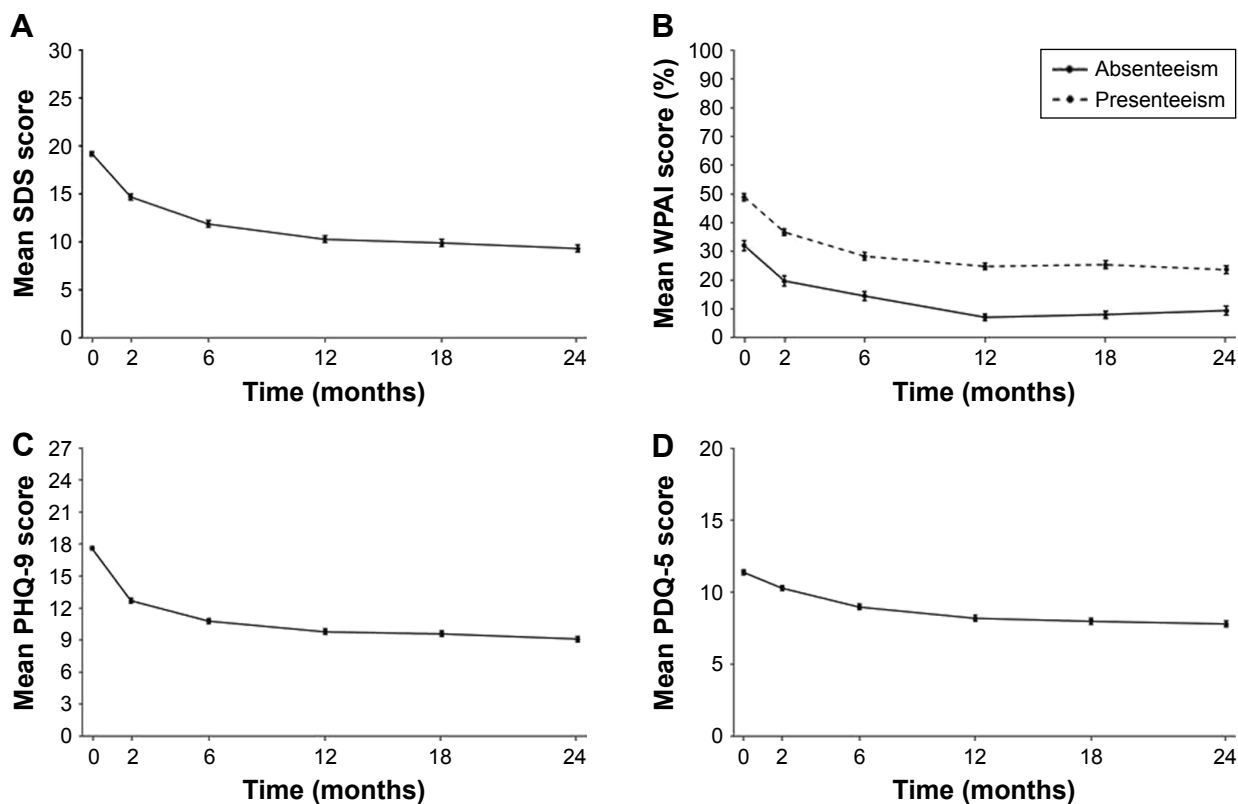 A
Mean SDS score
30
25
20
15
10
5
0
0 2 6 12 18 24
Time (months)
B
Mean WPAI score (%)
100
90
80
70
60
50
40
30
20
10
0
0 2 6 12 18 24
Time (months)
Absenteeism
Presenteeism
C
Mean PHQ-9 score
27
24
21
18
15
12
9
6
3
0
0 2 6 12 18 24
Time (months)
D
Mean PDQ-5 score
20
15
10
5
0
0 2 6 12 18 24
Time (months)